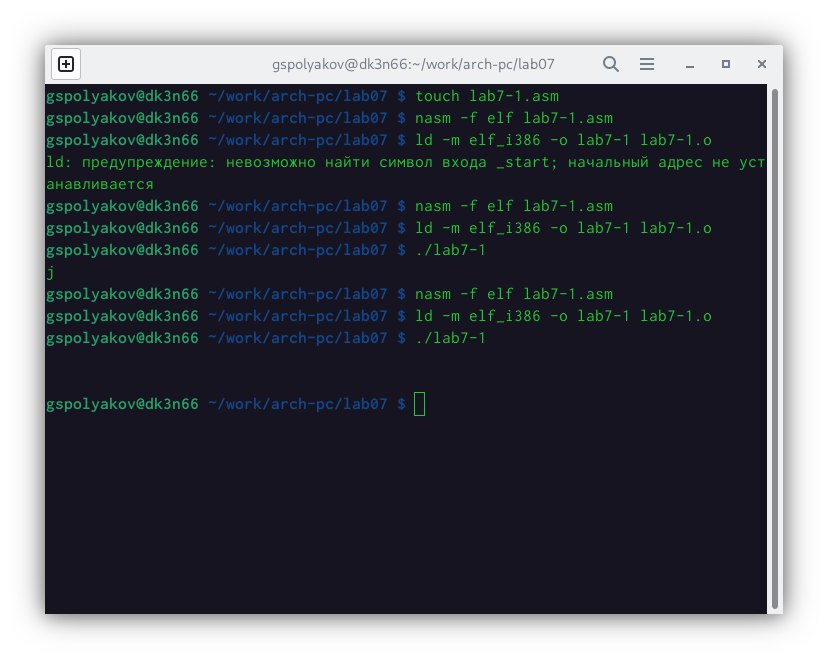 gspolyakov@dk3n66:~/work/arch-pc/lab07
gspolyakov@dk3n66 ~/work/arch-pc/lab07 $ touch lab7-1.asm
gspolyakov@dk3n66 ~/work/arch-pc/lab07 $ nasm -f elf lab7-1.asm
gspolyakov@dk3n66 ~/work/arch-pc/lab07 $ ld -m elf_i386 -o lab7-1 lab7-1.o
ld: предупреждение: невозможно найти символ входа _start; начальный адрес не уст
анавливается
gspolyakov@dk3n66 ~/work/arch-pc/lab07 $ nasm -f elf lab7-1.asm
gspolyakov@dk3n66 ~/work/arch-pc/lab07 $ ld -m elf_i386 -o lab7-1 lab7-1.o
gspolyakov@dk3n66 ~/work/arch-pc/lab07 $ ./lab7-1
j
gspolyakov@dk3n66 ~/work/arch-pc/lab07 $ nasm -f elf lab7-1.asm
gspolyakov@dk3n66 ~/work/arch-pc/lab07 $ ld -m elf_i386 -o lab7-1 lab7-1.o
gspolyakov@dk3n66 ~/work/arch-pc/lab07 $ ./lab7-1
gspolyakov@dk3n66 ~/work/arch-pc/lab07 $